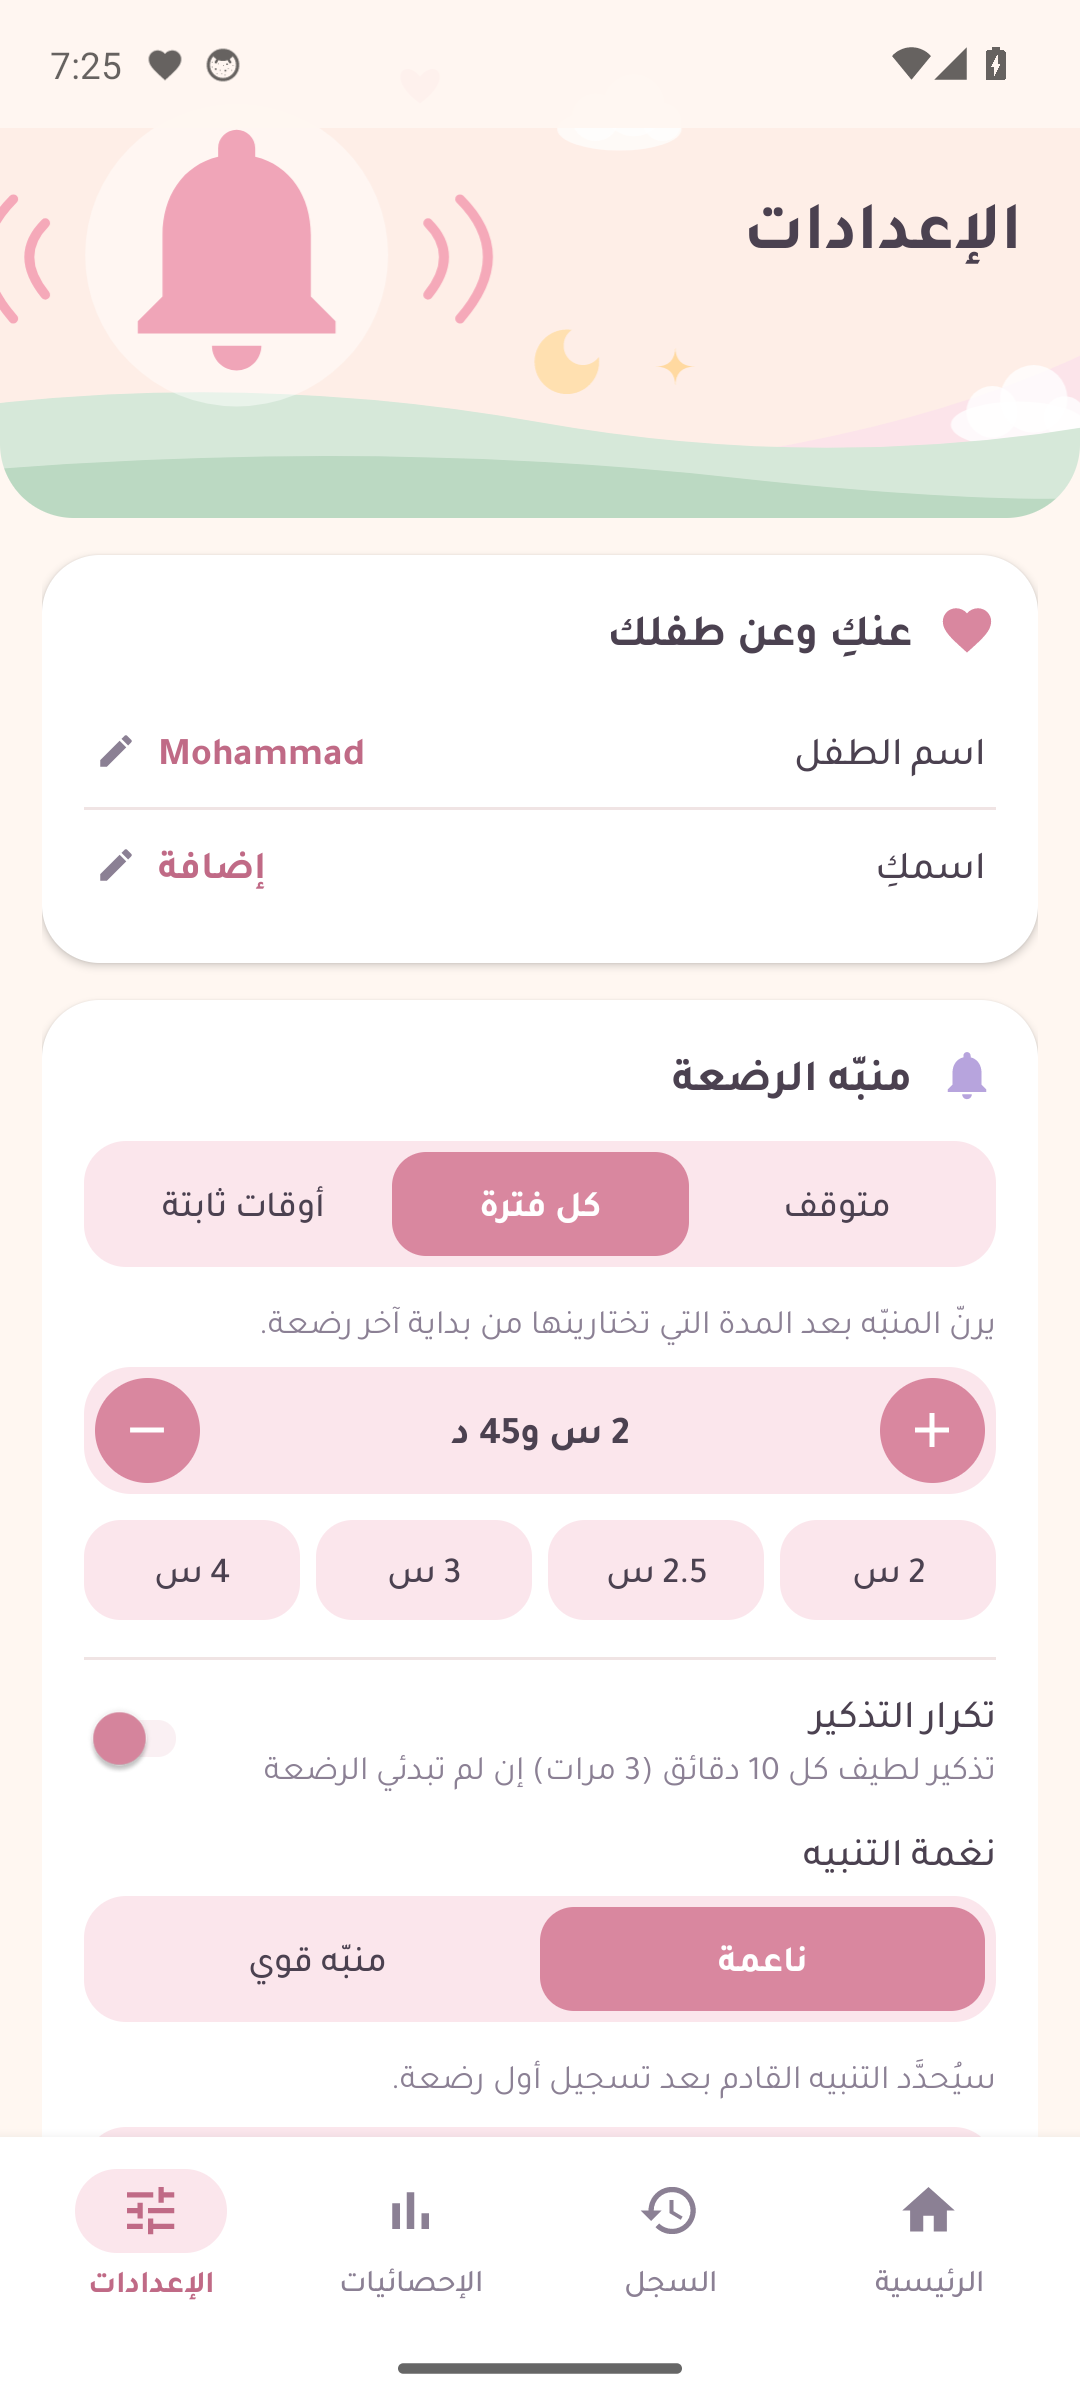 7:25
الإعدادات
عنكِ وعن طفلك
اسم الطفل Mohammad
اسمكِ إضافة
منبّه الرضعة
متوقف كل فترة أوقات ثابتة
يرنّ المنبّه بعد المدة التي تختارينها من بداية آخر رضعة.
2 س و45 د
2 س 2.5 س 3 س 4 س
تكرار التذكير
تذكير لطيف كل 10 دقائق (3 مرات) إن لم تبدئي الرضعة
نغمة التنبيه
ناعمة منبّه قوي
سيُحدَّد التنبيه القادم بعد تسجيل أول رضعة.
الرئيسية السجل الإحصائيات الإعدادات